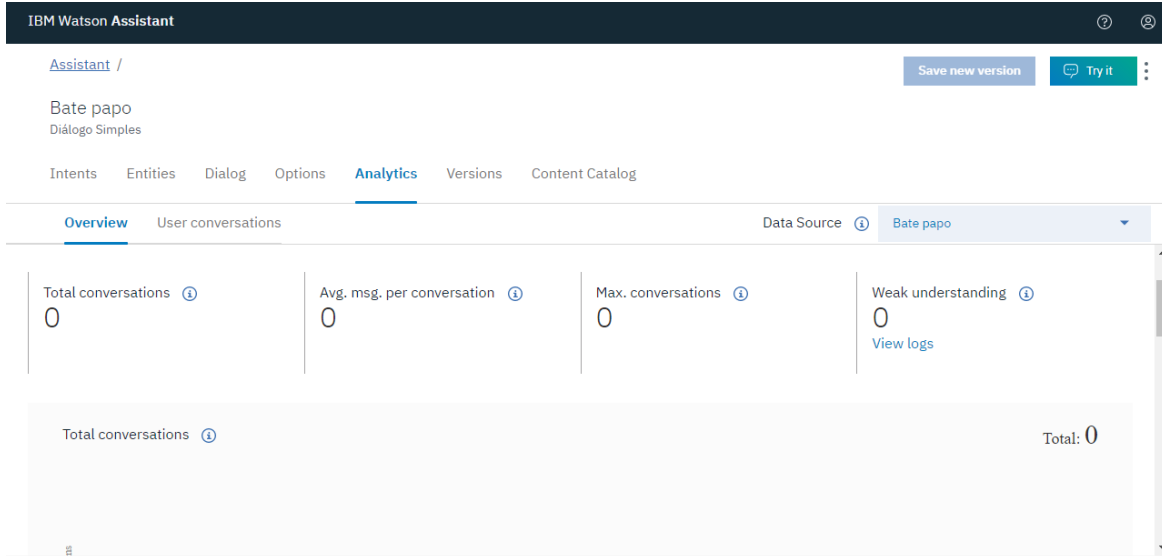 IBM Watson Assistant
Assistant /
Save new version
Try it
Bate papo
Diálogo Simples
Intents Entities Dialog Options Analytics Versions Content Catalog
Overview User conversations Data Source Bate papo
Total conversations Avg. msg. per conversation Max. conversations Weak understanding
0 0 0 0
View logs
Total conversations Total: 0